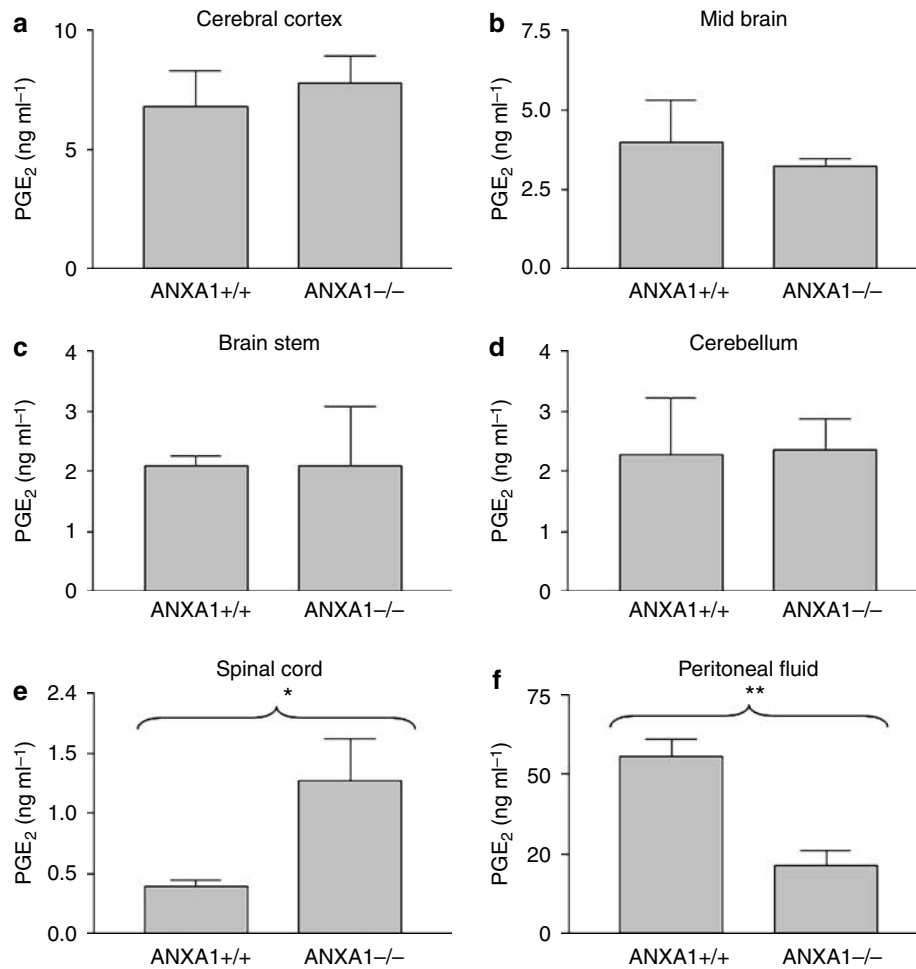 a Cerebral cortex
PGE₂ (ng ml⁻¹)
10
5
0
ANXA1+/+ ANXA1−/−
b Mid brain
PGE₂ (ng ml⁻¹)
7.5
5.0
2.5
0.0
ANXA1+/+ ANXA1−/−
c Brain stem
PGE₂ (ng ml⁻¹)
4
3
2
1
0
ANXA1+/+ ANXA1−/−
d Cerebellum
PGE₂ (ng ml⁻¹)
4
3
2
1
0
ANXA1+/+ ANXA1−/−
e Spinal cord
*
PGE₂ (ng ml⁻¹)
2.4
1.5
1.0
0.5
0.0
ANXA1+/+ ANXA1−/−
f Peritoneal fluid
**
PGE₂ (ng ml⁻¹)
75
50
20
0
ANXA1+/+ ANXA1−/−